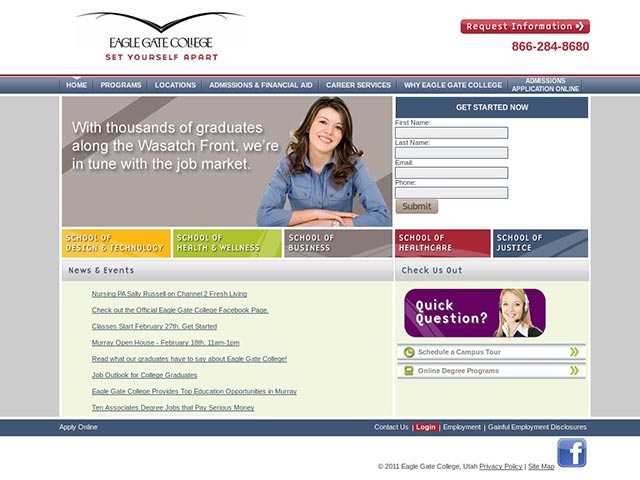 EAGLE GATE COLLEGE
SET YOURSELF APART
Request Information
866-284-8680
HOME PROGRAMS LOCATIONS ADMISSIONS & FINANCIAL AID CAREER SERVICES WHY EAGLE GATE COLLEGE ADMISSIONS
APPLICATION ONLINE
With thousands of graduates
along the Wasatch Front, we're
in tune with the job market.
GET STARTED NOW
First Name:
Last Name:
Email:
Phone:
Submit
SCHOOL OF
DESIGN & TECHNOLOGY
SCHOOL OF
HEALTH & WELLNESS
SCHOOL OF
BUSINESS
SCHOOL OF
HEALTHCARE
SCHOOL OF
JUSTICE
News & Events
Nursing PA Sally Russell on Channel 2 Fresh Living
Check out the Official Eagle Gate College Facebook Page.
Classes Start February 27th. Get Started
Murray Open House - February 18th, 11am-1pm
Read what our graduates have to say about Eagle Gate College!
Job Outlook for College Graduates
Eagle Gate College Provides Top Education Opportunities in Murray
Ten Associates Degree Jobs that Pay Serious Money
Check Us Out
Quick
Question?
Schedule a Campus Tour
Online Degree Programs
Apply Online
Contact Us | Login | Employment | Gainful Employment Disclosures
© 2011 Eagle Gate College, Utah Privacy Policy | Site Map